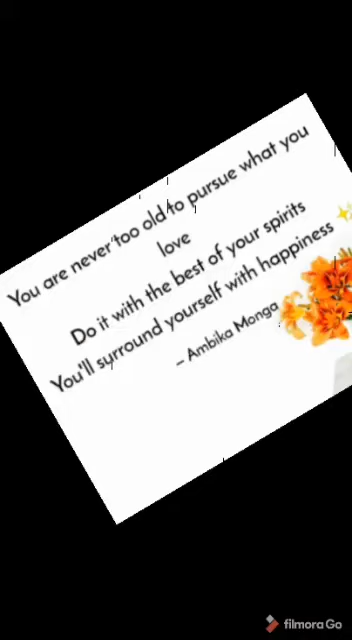 You are never too old to pursue what you
love
Do it with the best of your spirits
You'll surround yourself with happiness
– Ambika Monga
filmora Go